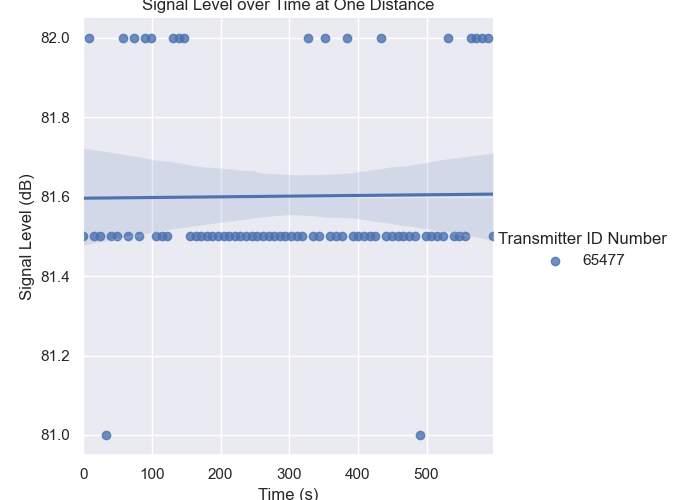 Signal Level over Time at One Distance
82.0
81.8
81.6
81.4
81.2
81.0
Signal Level (dB)
0 100 200 300 400 500
Time (s)
Transmitter ID Number
65477